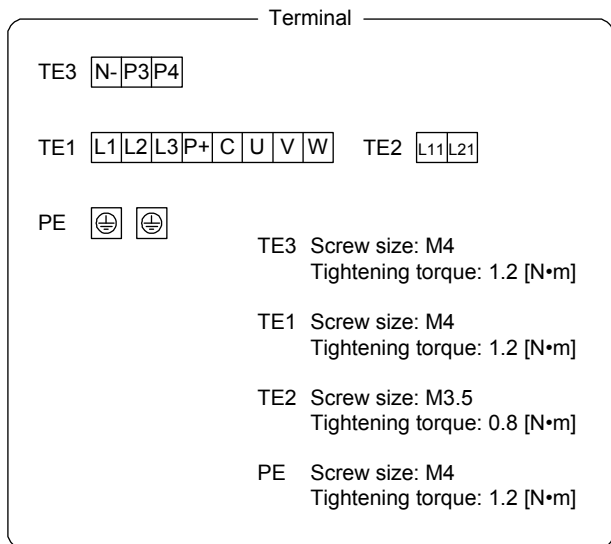 Terminal
TE3 N- P3 P4
TE1 L1 L2 L3 P+ C U V W TE2 L11 L21
PE
TE3 Screw size: M4
Tightening torque: 1.2 [N•m]
TE1 Screw size: M4
Tightening torque: 1.2 [N•m]
TE2 Screw size: M3.5
Tightening torque: 0.8 [N•m]
PE Screw size: M4
Tightening torque: 1.2 [N•m]